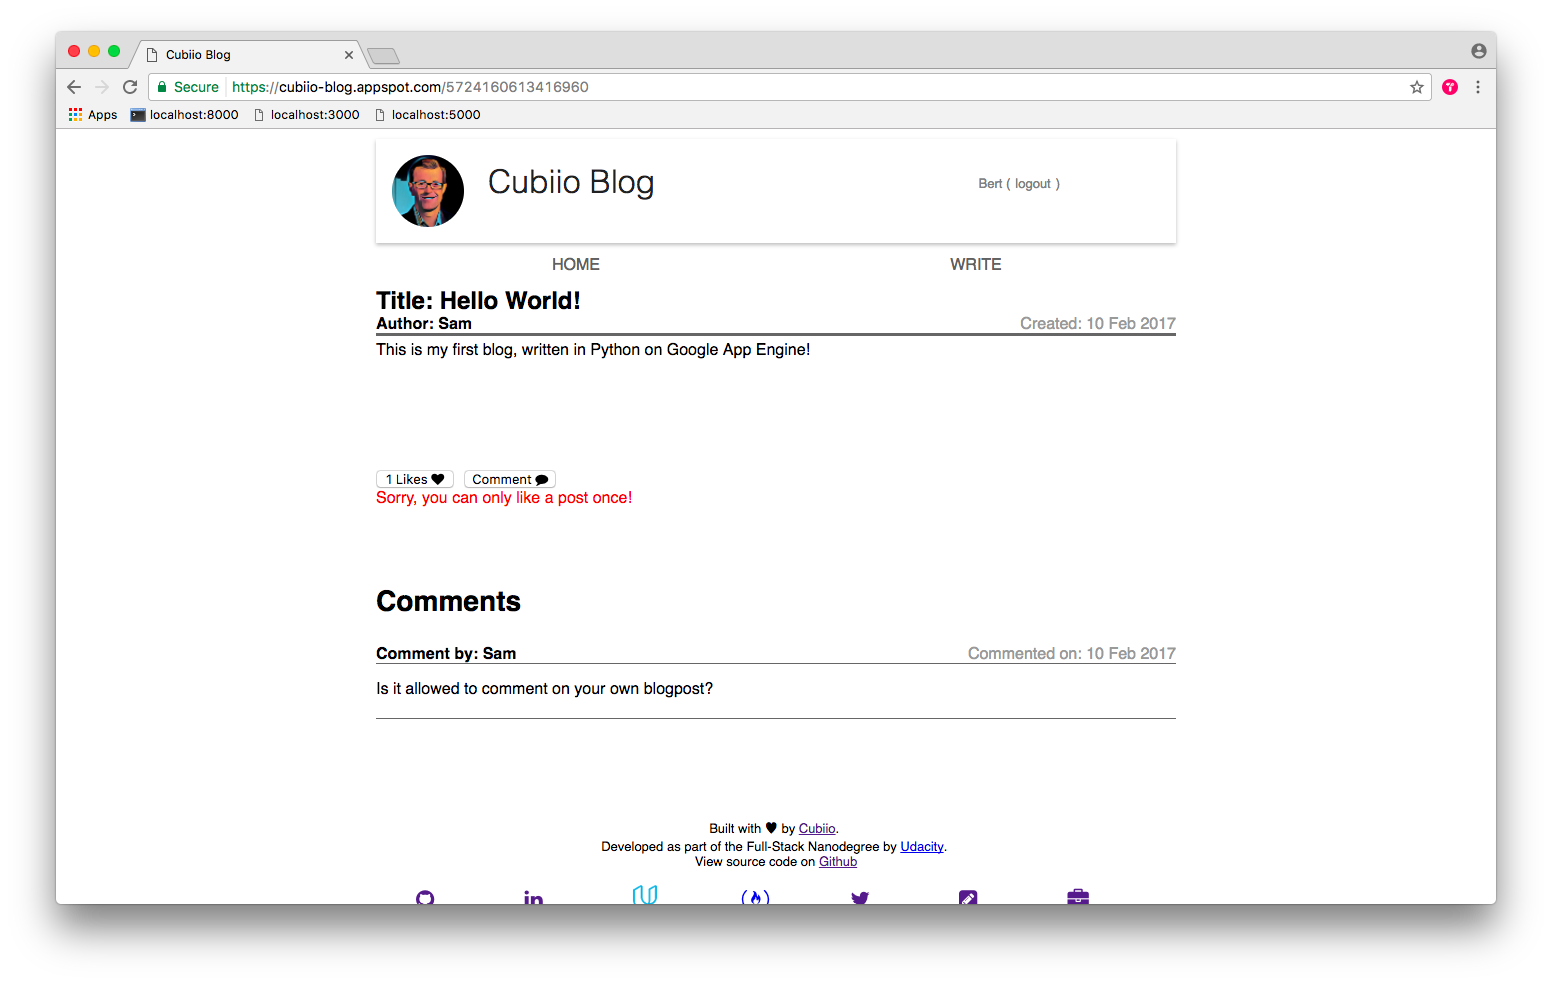 Cubiio Blog
Secure https://cubiio-blog.appspot.com/5724160613416960
Apps localhost:8000 localhost:3000 localhost:5000
Cubiio Blog
Bert ( logout )
HOME WRITE
Title: Hello World!
Author: Sam Created: 10 Feb 2017
This is my first blog, written in Python on Google App Engine!
1 Likes Comment
Sorry, you can only like a post once!
Comments
Comment by: Sam Commented on: 10 Feb 2017
Is it allowed to comment on your own blogpost?
Built with ♥ by Cubiio.
Developed as part of the Full-Stack Nanodegree by Udacity.
View source code on Github